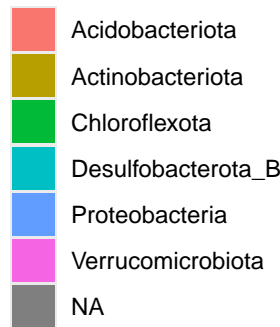 Acidobacteriota
Actinobacteriota
Chloroflexota
Desulfobacterota_B
Proteobacteria
Verrucomicrobiota
NA